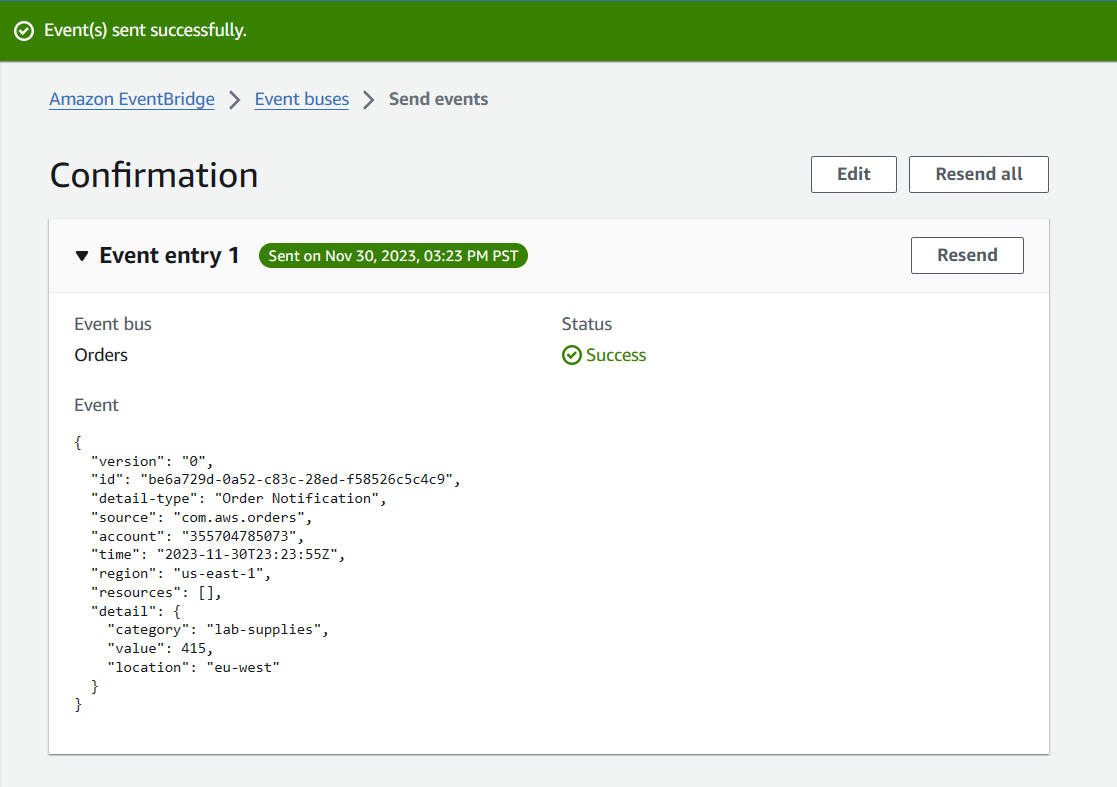 Event(s) sent successfully.
Amazon EventBridge > Event buses > Send events
Confirmation
Edit
Resend all
Event entry 1
Sent on Nov 30, 2023, 03:23 PM PST
Resend
Event bus
Status
Orders
Success
Event
{
  "version": "0",
  "id": "be6a729d-0a52-c83c-28ed-f58526c5c4c9",
  "detail-type": "Order Notification",
  "source": "com.aws.orders",
  "account": "355704785073",
  "time": "2023-11-30T23:23:55Z",
  "region": "us-east-1",
  "resources": [],
  "detail": {
    "category": "lab-supplies",
    "value": 415,
    "location": "eu-west"
  }
}